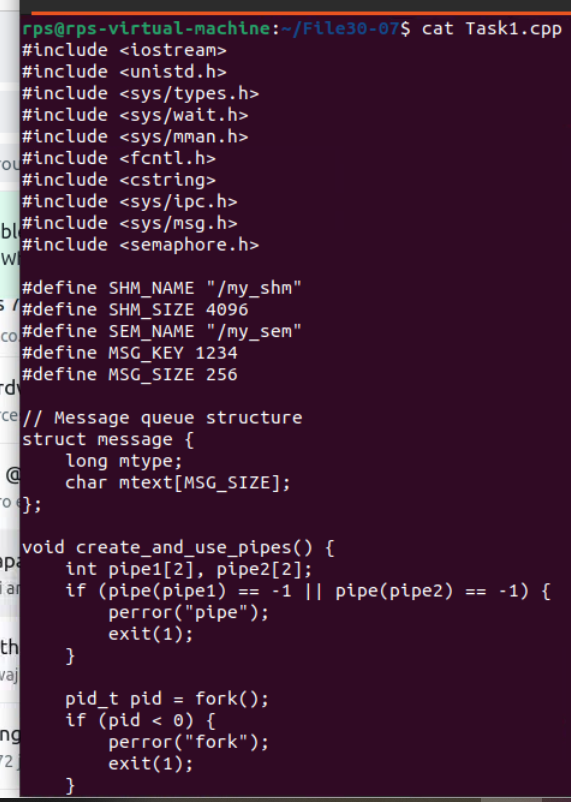 rps@rps-virtual-machine:~/File30-07$ cat Task1.cpp
#include <iostream>
#include <unistd.h>
#include <sys/types.h>
#include <sys/wait.h>
#include <sys/mman.h>
#include <fcntl.h>
#include <cstring>
#include <sys/ipc.h>
#include <sys/msg.h>
#include <semaphore.h>

#define SHM_NAME "/my_shm"
#define SHM_SIZE 4096
#define SEM_NAME "/my_sem"
#define MSG_KEY 1234
#define MSG_SIZE 256

// Message queue structure
struct message {
    long mtype;
    char mtext[MSG_SIZE];
};

void create_and_use_pipes() {
    int pipe1[2], pipe2[2];
    if (pipe(pipe1) == -1 || pipe(pipe2) == -1) {
        perror("pipe");
        exit(1);
    }

    pid_t pid = fork();
    if (pid < 0) {
        perror("fork");
        exit(1);
    }